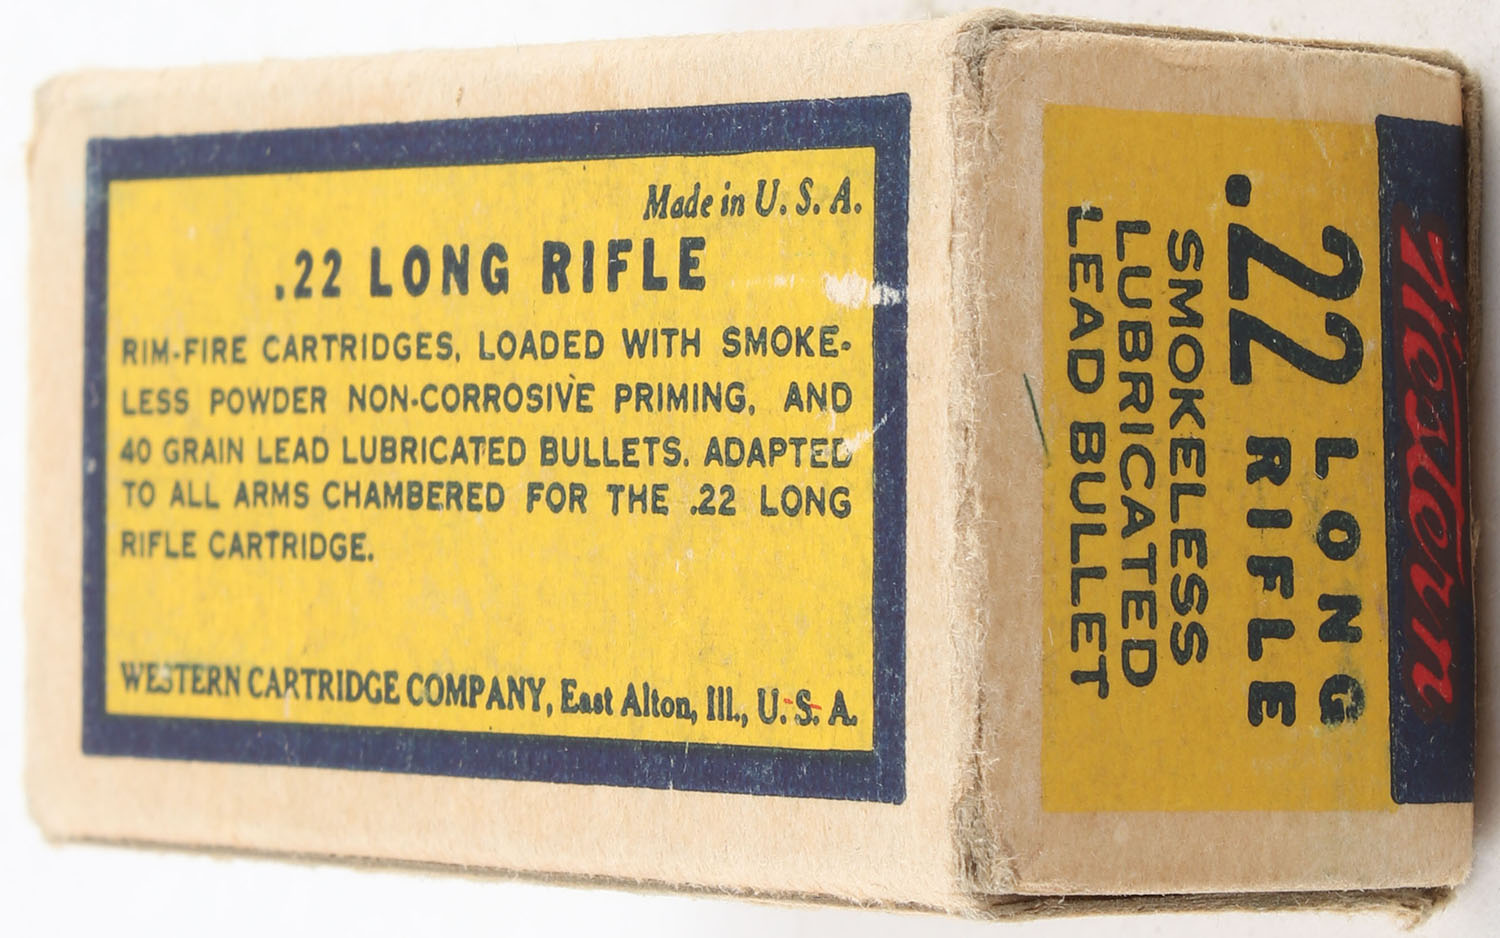 Made in U. S. A.
.22 LONG RIFLE
RIM-FIRE CARTRIDGES, LOADED WITH SMOKE-
LESS POWDER NON-CORROSIVE PRIMING, AND
40 GRAIN LEAD LUBRICATED BULLETS. ADAPTED
TO ALL ARMS CHAMBERED FOR THE .22 LONG
RIFLE CARTRIDGE.
WESTERN CARTRIDGE COMPANY, East Alton, Ill., U. S. A.
Western
.22 LONG
RIFLE
SMOKELESS
LUBRICATED
LEAD BULLET